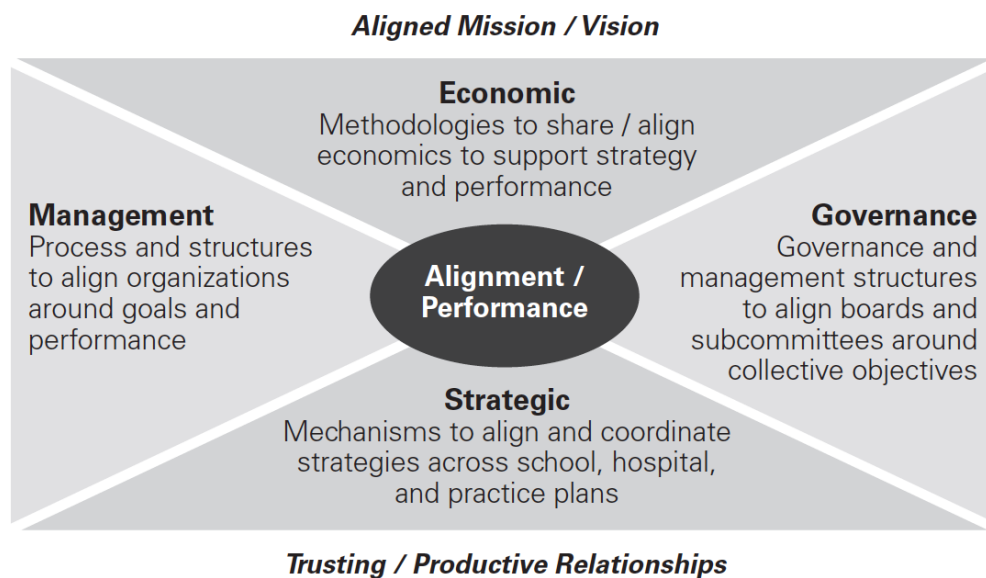 Aligned Mission / Vision
Economic
Methodologies to share / align
economics to support strategy
and performance
Management
Process and structures
to align organizations
around goals and
performance
Alignment /
Performance
Governance
Governance and
management structures
to align boards and
subcommittees around
collective objectives
Strategic
Mechanisms to align and coordinate
strategies across school, hospital,
and practice plans
Trusting / Productive Relationships